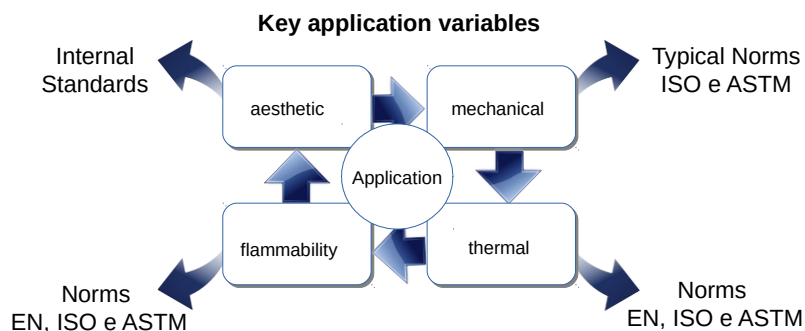 Key application variables
Internal
Standards
Typical Norms
ISO e ASTM
aesthetic
mechanical
Application
flammability
thermal
Norms
EN, ISO e ASTM
Norms
EN, ISO e ASTM